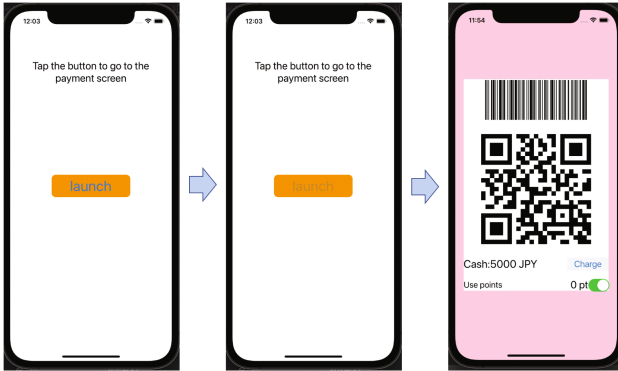 12:03
Tap the button to go to the
payment screen
launch
12:03
Tap the button to go to the
payment screen
launch
11:54
Cash:5000 JPY
Charge
Use points
0 pt